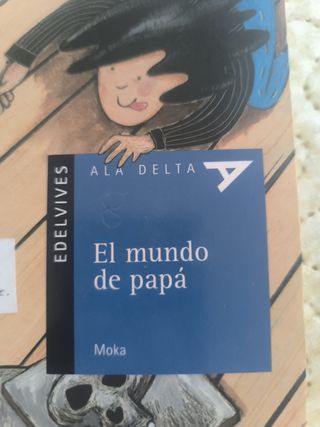 ALA DELTA
EDELVIVES
El mundo
de papá
Moka